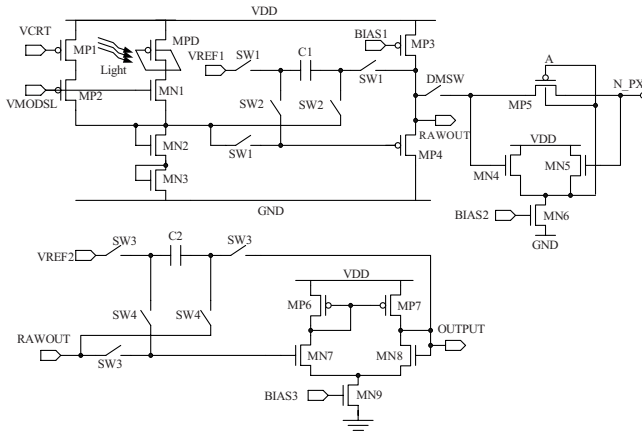 VDD
VCRT
MP1
MPD
Light
VREF1
SW1
C1
SW1
BIAS1
MP3
A
N_PX
VMODSL
MP2
MN1
SW2
SW2
DMSW
MP5
RAWOUT
MN2
SW1
MP4
VDD
MN4
MN5
MN3
GND
BIAS2
MN6
GND
VREF2
SW3
C2
SW3
VDD
MP6
MP7
SW4
SW4
OUTPUT
RAWOUT
SW3
MN7
MN8
BIAS3
MN9